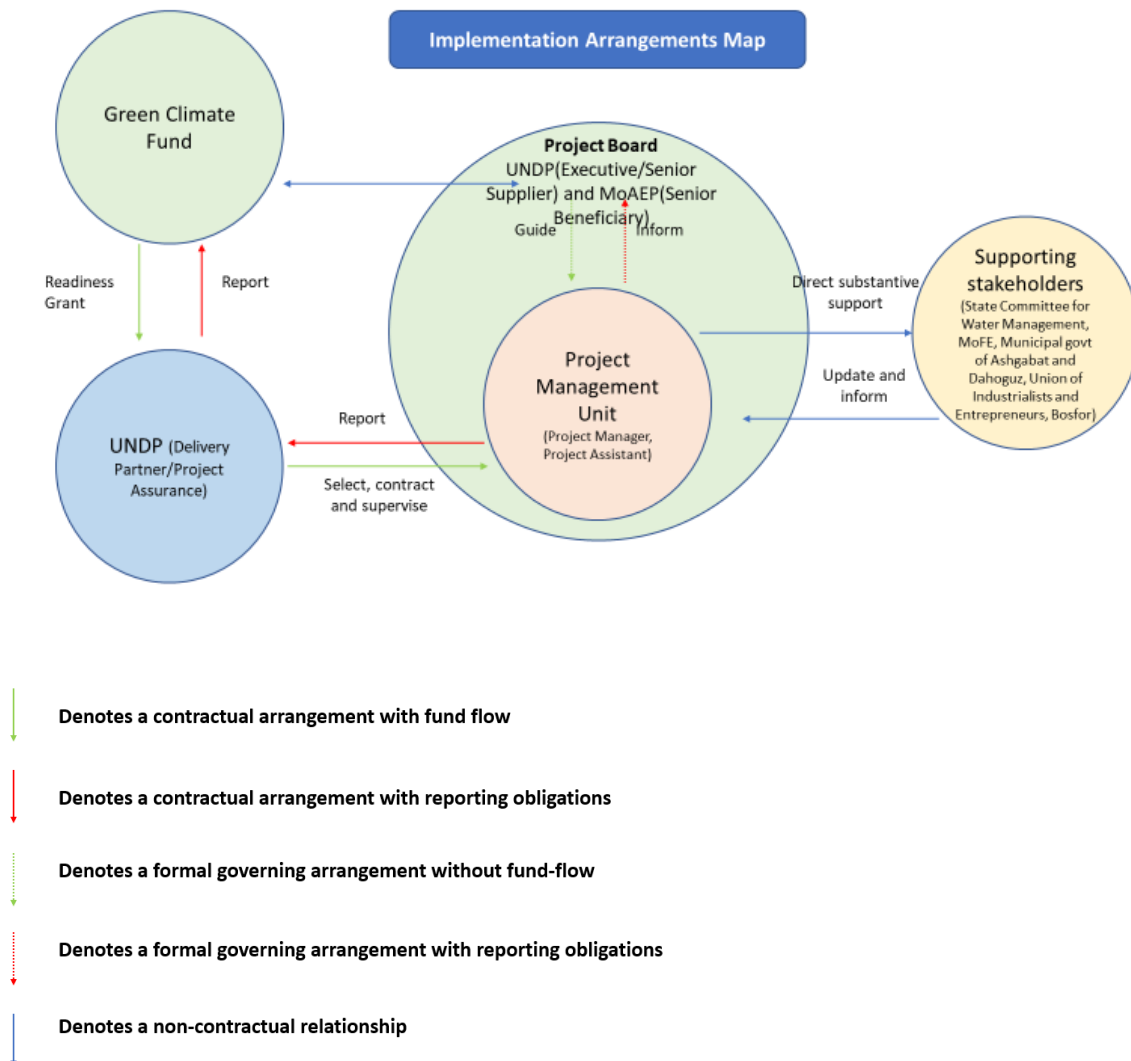 Implementation Arrangements Map
Green Climate
Fund
Project Board
UNDP(Executive/Senior
Supplier) and MoAEP(Senior
Beneficiary)
Guide
Inform
Readiness
Grant
Report
Direct substantive
support
Supporting
stakeholders
(State Committee for
Water Management,
MoFE, Municipal govt
of Ashgabat and
Dahoguz, Union of
Industrialists and
Entrepreneurs, Bosfor)
Project
Management
Unit
(Project Manager,
Project Assistant)
Update and
inform
Report
UNDP (Delivery
Partner/Project
Assurance)
Select, contract
and supervise
Denotes a contractual arrangement with fund flow
Denotes a contractual arrangement with reporting obligations
Denotes a formal governing arrangement without fund-flow
Denotes a formal governing arrangement with reporting obligations
Denotes a non-contractual relationship